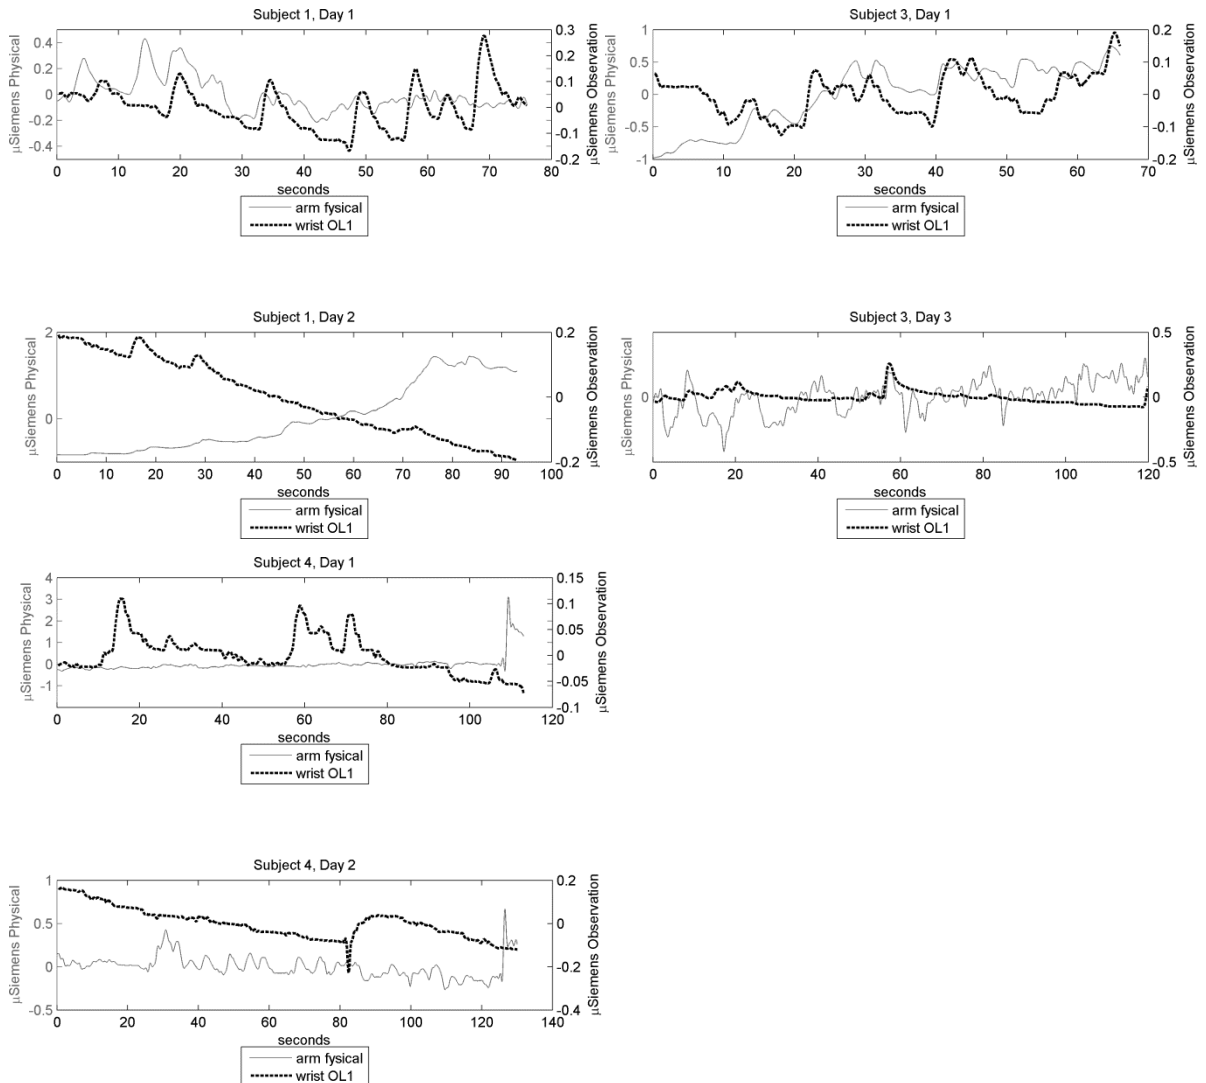 Subject 1, Day 1
μSiemens Physical
0.4
0.2
0
-0.2
-0.4
0.3
0.2
0.1
0
-0.1
-0.2
μSiemens Observation
0 10 20 30 40 50 60 70 80
seconds
arm fysical
wrist OL1
Subject 3, Day 1
μSiemens Physical
1
0.5
0
-0.5
-1
0.2
0.1
0
-0.1
-0.2
μSiemens Observation
0 10 20 30 40 50 60 70
seconds
arm fysical
wrist OL1
Subject 1, Day 2
μSiemens Physical
2
0
0.2
0
-0.2
μSiemens Observation
0 10 20 30 40 50 60 70 80 90 100
seconds
arm fysical
wrist OL1
Subject 3, Day 3
μSiemens Physical
0
0.5
0
-0.5
μSiemens Observation
0 20 40 60 80 100 120
seconds
arm fysical
wrist OL1
Subject 4, Day 1
μSiemens Physical
4
3
2
1
0
-1
0.15
0.1
0.05
0
-0.05
-0.1
μSiemens Observation
0 20 40 60 80 100 120
seconds
arm fysical
wrist OL1
Subject 4, Day 2
μSiemens Physical
1
0.5
0
-0.5
0.2
0
-0.2
-0.4
μSiemens Observation
0 20 40 60 80 100 120 140
seconds
arm fysical
wrist OL1